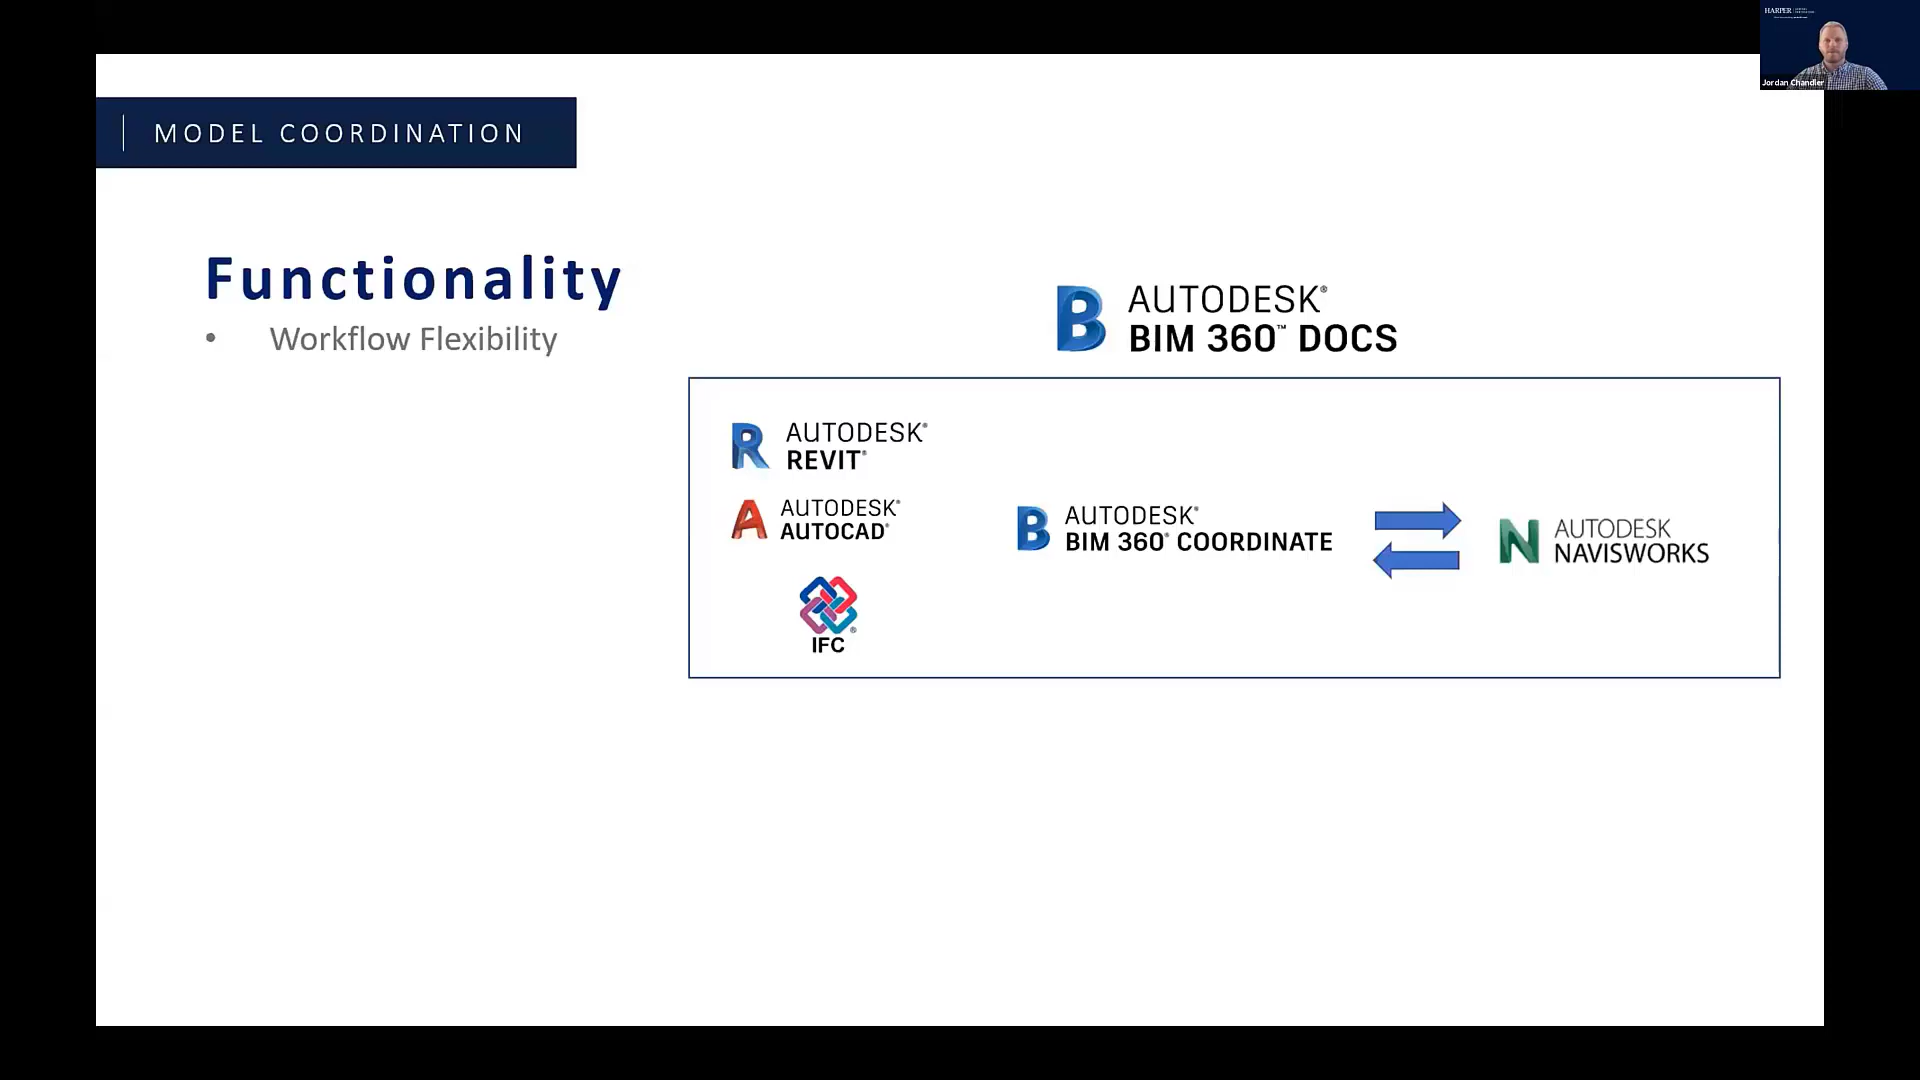 HARPER
Jordan Chandler
MODEL COORDINATION
Functionality
• Workflow Flexibility
AUTODESK®
BIM 360™ DOCS
AUTODESK®
REVIT®
AUTODESK®
AUTOCAD®
IFC
®
AUTODESK®
BIM 360® COORDINATE
AUTODESK
NAVISWORKS